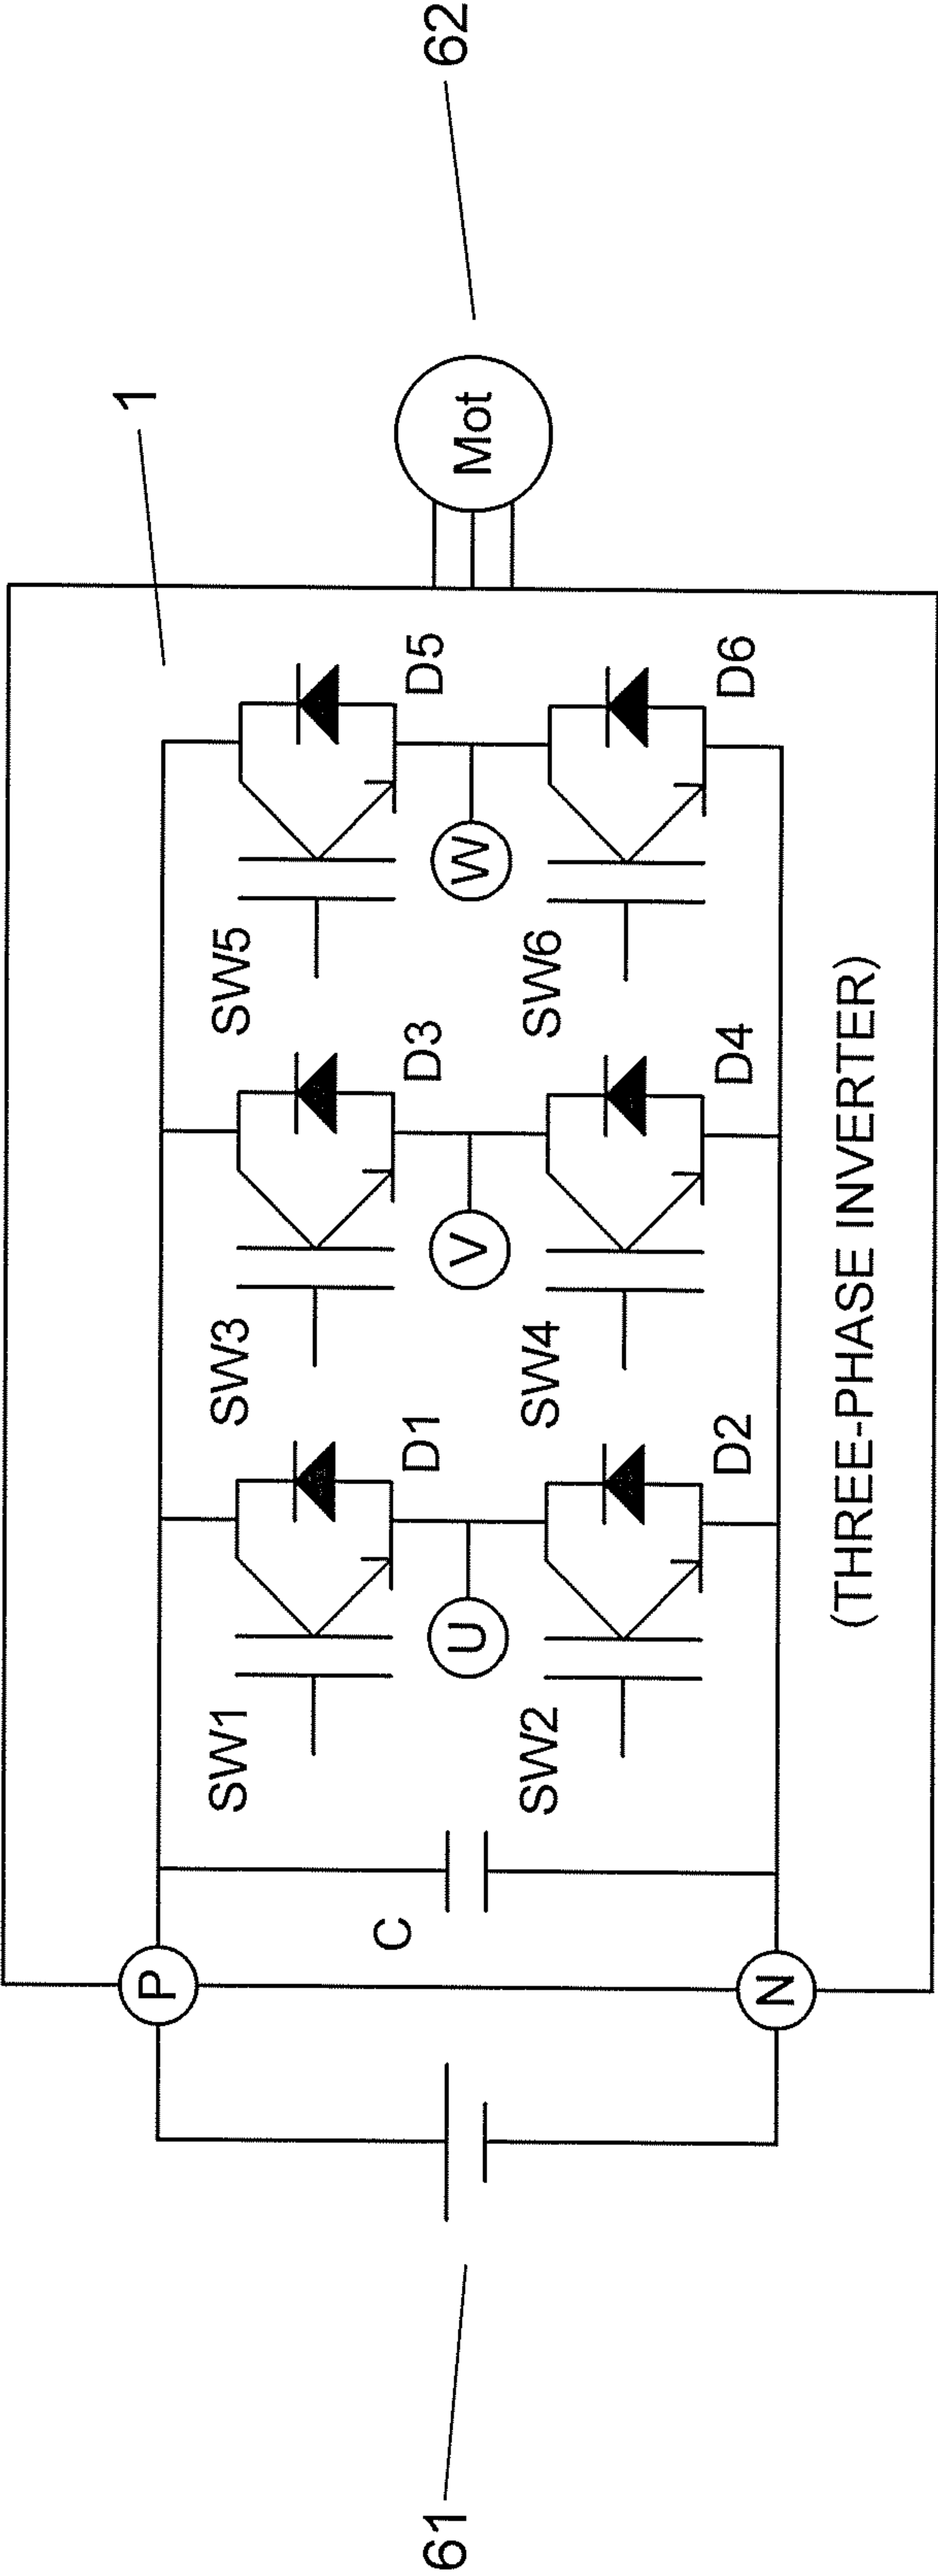 1
62
61
P
N
C
SW1
D1
SW3
D3
SW5
D5
U
V
W
Mot
SW2
D2
SW4
D4
SW6
D6
(THREE-PHASE INVERTER)